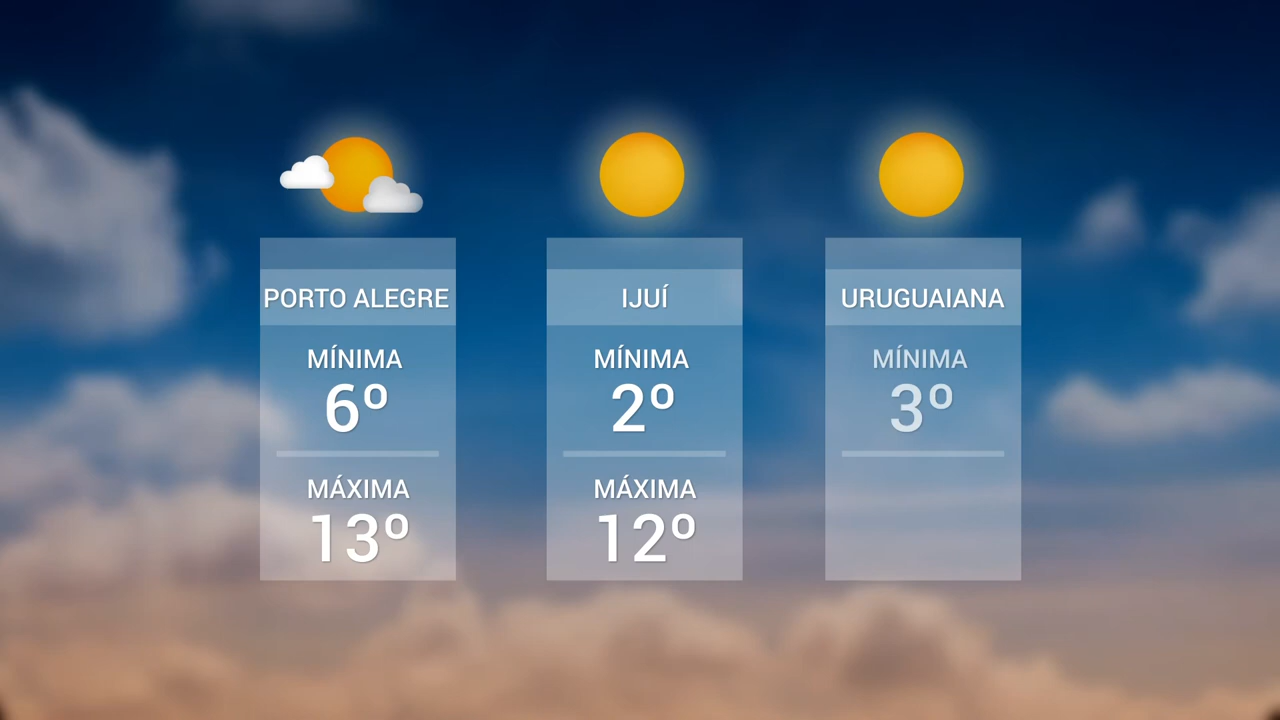 PORTO ALEGRE
MÍNIMA
6º
MÁXIMA
13º
IJUÍ
MÍNIMA
2º
MÁXIMA
12º
URUGUAIANA
MÍNIMA
3º